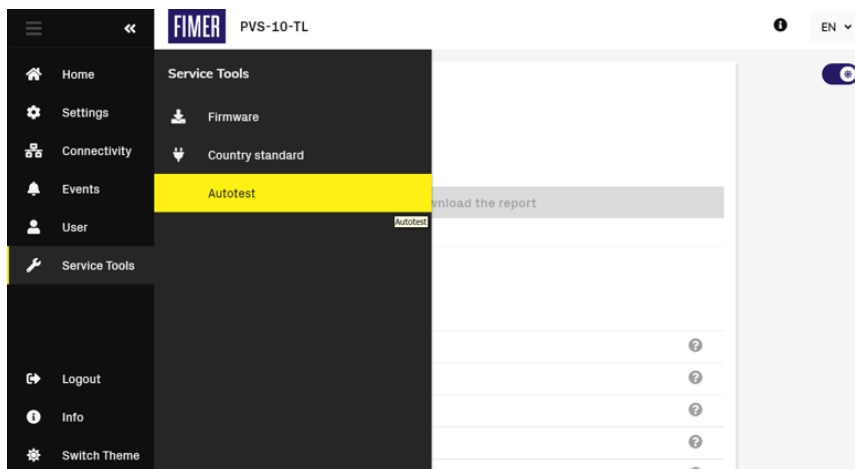 FIMER PVS-10-TL
EN
Home
Settings
Connectivity
Events
User
Service Tools
Logout
Info
Switch Theme
Service Tools
Firmware
Country standard
Autotest
Autotest
the report